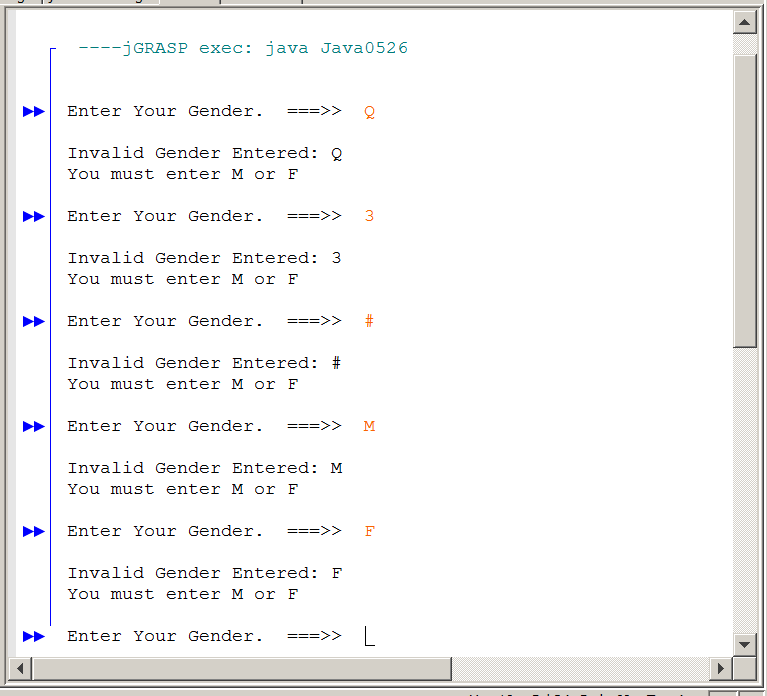 ----jGRASP exec: java Java0526
Enter Your Gender.  ===>>  Q
Invalid Gender Entered: Q
You must enter M or F
Enter Your Gender.  ===>>  3
Invalid Gender Entered: 3
You must enter M or F
Enter Your Gender.  ===>>  #
Invalid Gender Entered: #
You must enter M or F
Enter Your Gender.  ===>>  M
Invalid Gender Entered: M
You must enter M or F
Enter Your Gender.  ===>>  F
Invalid Gender Entered: F
You must enter M or F
Enter Your Gender.  ===>>